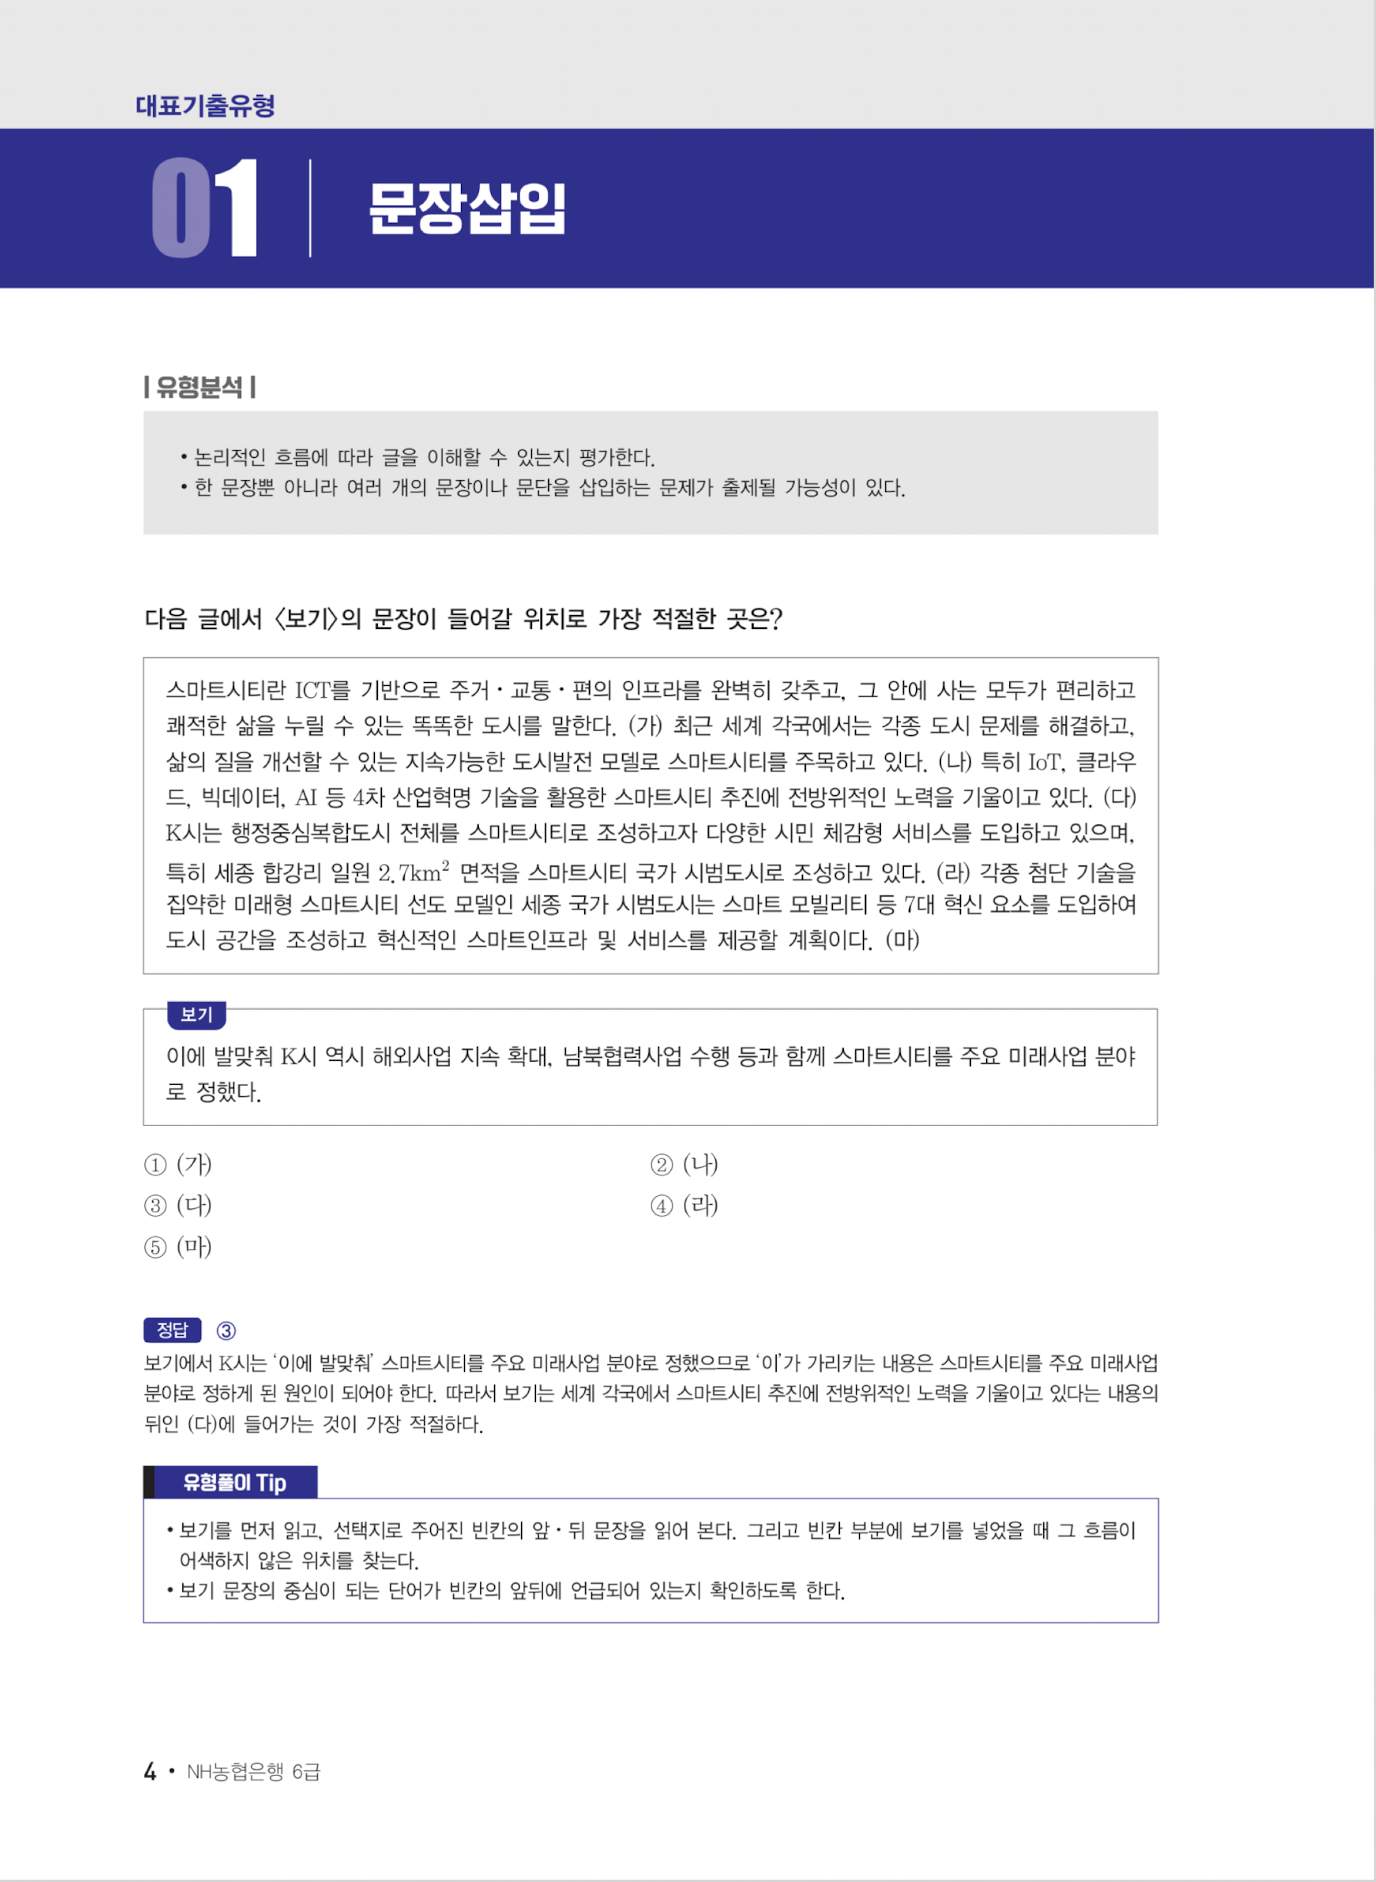 대표기출유형
01 문장삽입
| 유형분석 |
• 논리적인 흐름에 따라 글을 이해할 수 있는지 평가한다.
• 한 문장뿐 아니라 여러 개의 문장이나 문단을 삽입하는 문제가 출제될 가능성이 있다.
다음 글에서 〈보기〉의 문장이 들어갈 위치로 가장 적절한 곳은?
스마트시티란 ICT를 기반으로 주거・교통・편의 인프라를 완벽히 갖추고, 그 안에 사는 모두가 편리하고
쾌적한 삶을 누릴 수 있는 똑똑한 도시를 말한다. (가) 최근 세계 각국에서는 각종 도시 문제를 해결하고,
삶의 질을 개선할 수 있는 지속가능한 도시발전 모델로 스마트시티를 주목하고 있다. (나) 특히 IoT, 클라우
드, 빅데이터, AI 등 4차 산업혁명 기술을 활용한 스마트시티 추진에 전방위적인 노력을 기울이고 있다. (다)
K시는 행정중심복합도시 전체를 스마트시티로 조성하고자 다양한 시민 체감형 서비스를 도입하고 있으며,
특히 세종 합강리 일원 2.7km² 면적을 스마트시티 국가 시범도시로 조성하고 있다. (라) 각종 첨단 기술을
집약한 미래형 스마트시티 선도 모델인 세종 국가 시범도시는 스마트 모빌리티 등 7대 혁신 요소를 도입하여
도시 공간을 조성하고 혁신적인 스마트인프라 및 서비스를 제공할 계획이다. (마)
보기
이에 발맞춰 K시 역시 해외사업 지속 확대, 남북협력사업 수행 등과 함께 스마트시티를 주요 미래사업 분야
로 정했다.
① (가) ② (나)
③ (다) ④ (라)
⑤ (마)
정답 ③
보기에서 K시는 '이에 발맞춰' 스마트시티를 주요 미래사업 분야로 정했으므로 '이'가 가리키는 내용은 스마트시티를 주요 미래사업
분야로 정하게 된 원인이 되어야 한다. 따라서 보기는 세계 각국에서 스마트시티 추진에 전방위적인 노력을 기울이고 있다는 내용의
뒤인 (다)에 들어가는 것이 가장 적절하다.
유형풀이 Tip
• 보기를 먼저 읽고, 선택지로 주어진 빈칸의 앞・뒤 문장을 읽어 본다. 그리고 빈칸 부분에 보기를 넣었을 때 그 흐름이
어색하지 않은 위치를 찾는다.
• 보기 문장의 중심이 되는 단어가 빈칸의 앞뒤에 언급되어 있는지 확인하도록 한다.
4 • NH농협은행 6급